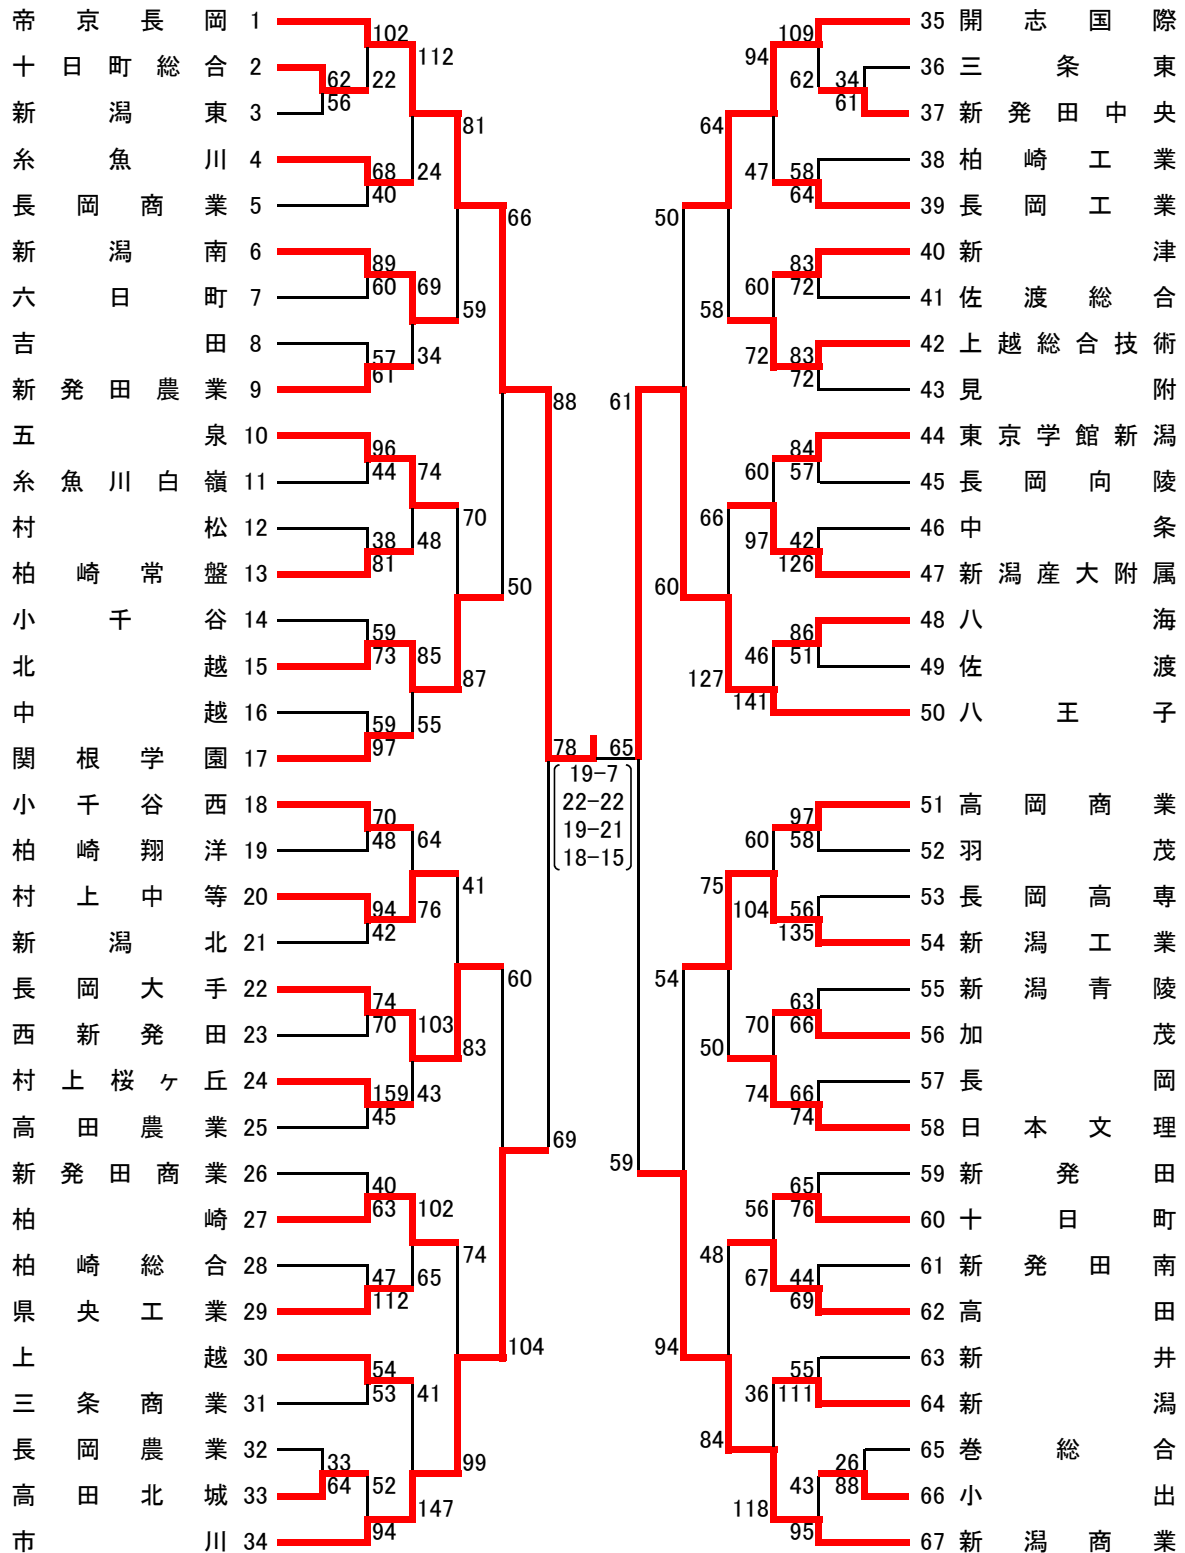 帝京長岡 1
十日町総合 2
新潟東 3
糸魚川 4
長岡商業 5
新潟南 6
六日町 7
吉田 8
新発田農業 9
五泉 10
糸魚川白嶺 11
村松 12
柏崎常盤 13
小千谷 14
北越 15
中越 16
関根学園 17
小千谷西 18
柏崎翔洋 19
村上中等 20
新潟北 21
長岡大手 22
西新発田 23
村上桜ヶ丘 24
高田農業 25
新発田商業 26
柏崎 27
柏崎総合 28
県央工業 29
上越 30
三条商業 31
長岡農業 32
高田北城 33
市川 34
102
62
56
22
112
68
40
24
81
89
60
69
57
61
34
59
66
96
44
74
38
81
48
70
59
73
85
59
97
55
87
50
88
70
48
64
94
42
76
41
74
70
103
159
45
43
83
60
40
63
102
47
112
65
74
54
53
41
33
64
52
94
147
99
104
69
78
65
19-7
22-22
19-21
18-15
61
59
50
60
64
58
94
47
109
62
34
61
58
64
60
72
83
72
83
72
66
127
60
97
84
57
42
126
46
141
86
51
54
94
75
50
60
104
97
58
56
135
70
74
63
66
66
74
48
84
56
67
65
76
44
69
36
118
55
111
43
95
26
88
35 開志国際
36 三条東
37 新発田中央
38 柏崎工業
39 長岡工業
40 新津
41 佐渡総合
42 上越総合技術
43 見附
44 東京学館新潟
45 長岡向陵
46 中条
47 新潟産大附属
48 八海
49 佐渡
50 八王子
51 高岡商業
52 羽茂
53 長岡高専
54 新潟工業
55 新潟青陵
56 加茂
57 長岡
58 日本文理
59 新発田
60 十日町
61 新発田南
62 高田
63 新井
64 新潟
65 巻総合
66 小出
67 新潟商業